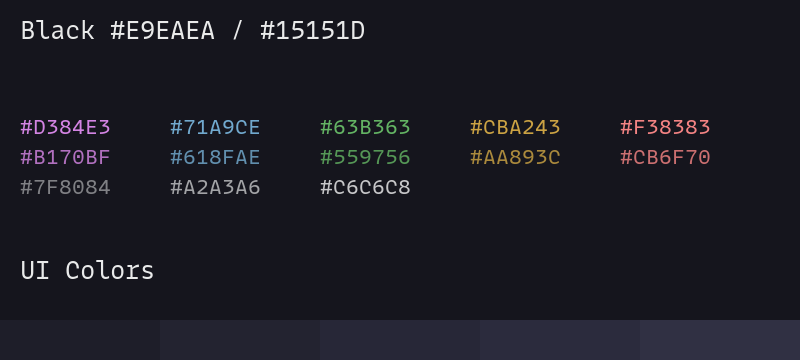 Black #E9EAEA / #15151D
#D384E3 #71A9CE #63B363 #CBA243 #F38383
#B170BF #618FAE #559756 #AA893C #CB6F70
#7F8084 #A2A3A6 #C6C6C8
UI Colors